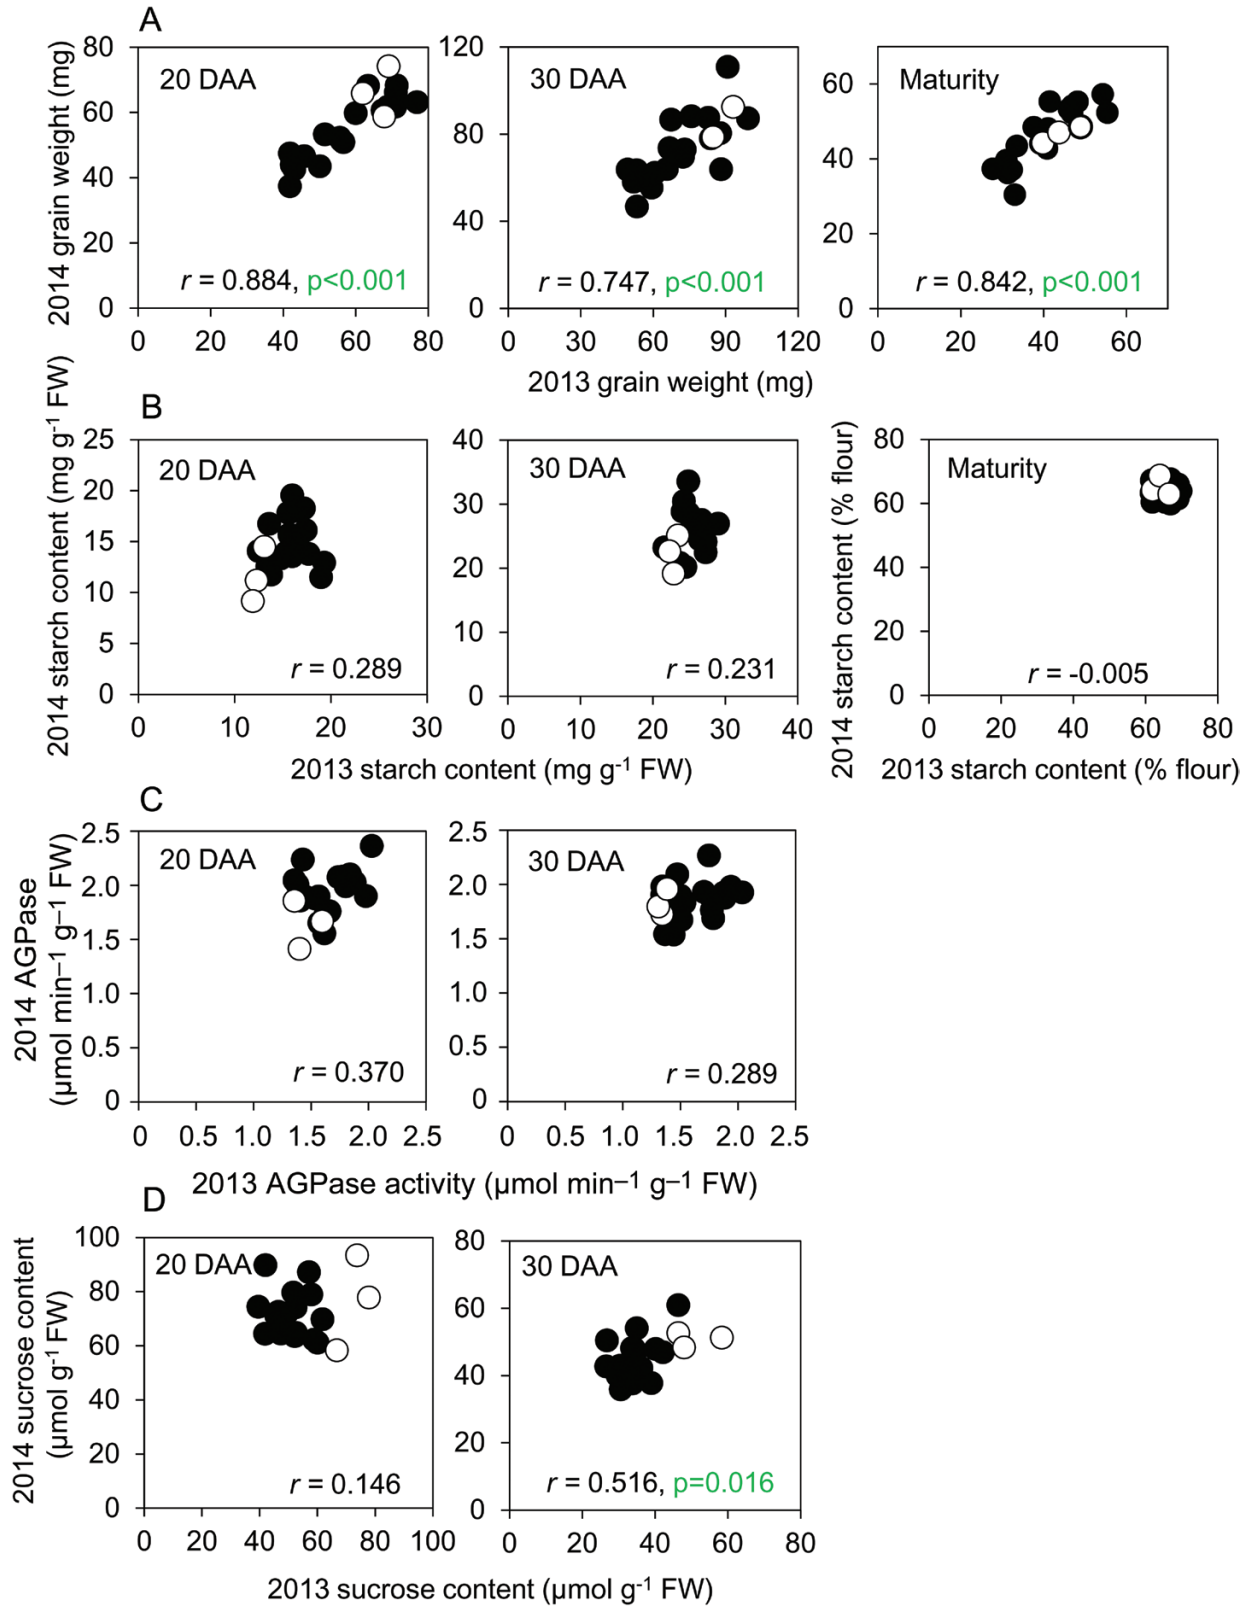 A
2014 grain weight (mg)
80
60
40
20
0
20 DAA
r = 0.884, p<0.001
0 20 40 60 80
120
80
40
0
30 DAA
r = 0.747, p<0.001
0 30 60 90 120
60
40
20
0
Maturity
r = 0.842, p<0.001
0 20 40 60
2013 grain weight (mg)
B
2014 starch content (mg g-1 FW)
25
20
15
10
5
0
20 DAA
r = 0.289
0 10 20 30
40
30
20
10
0
30 DAA
r = 0.231
0 10 20 30 40
2013 starch content (mg g-1 FW)
2014 starch content (% flour)
80
60
40
20
0
Maturity
r = -0.005
0 20 40 60 80
2013 starch content (% flour)
C
2014 AGPase
(µmol min–1 g–1 FW)
2.5
2.0
1.5
1.0
0.5
0
20 DAA
r = 0.370
0 0.5 1.0 1.5 2.0 2.5
2.5
2.0
1.5
1.0
0.5
0
30 DAA
r = 0.289
0 0.5 1.0 1.5 2.0 2.5
2013 AGPase activity (µmol min–1 g–1 FW)
D
2014 sucrose content
(µmol g-1 FW)
100
80
60
40
20
0
20 DAA
r = 0.146
0 20 40 60 80 100
80
60
40
20
0
30 DAA
r = 0.516, p=0.016
0 20 40 60 80
2013 sucrose content (µmol g-1 FW)